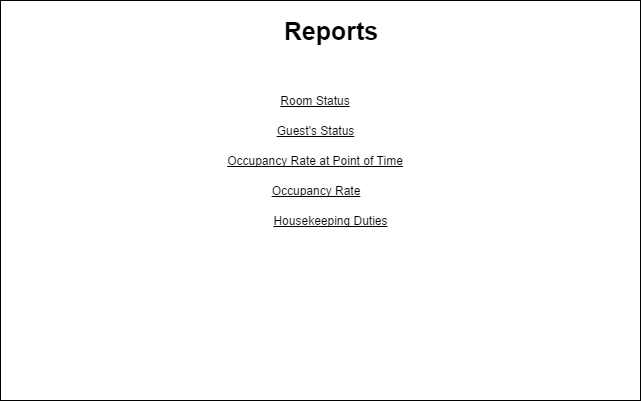 Reports
Room Status
Guest's Status
Occupancy Rate at Point of Time
Occupancy Rate
Housekeeping Duties